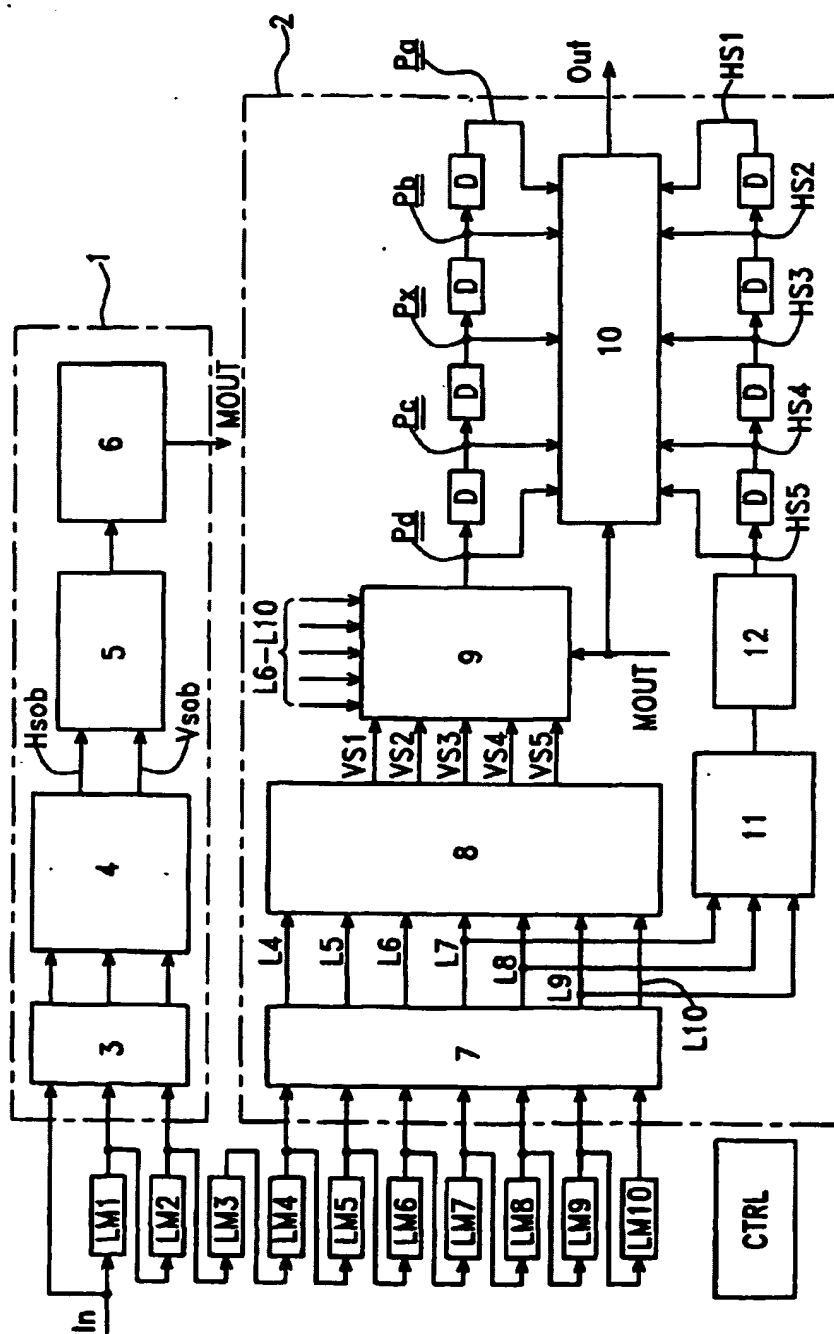 In
LM1
LM2
LM3
LM4
LM5
LM6
LM7
LM8
LM9
LM10
CTRL
1
3
4
Hsob
Vsob
5
6
MOUT
2
7
L4
L5
L6
L7
L8
L9
L10
8
VS1
VS2
VS3
VS4
VS5
L6-L10
9
MOUT
11
12
Pd
D
Pc
D
Px
D
Pb
D
Pa
10
Out
HS5
D
HS4
D
HS3
D
HS2
D
HS1